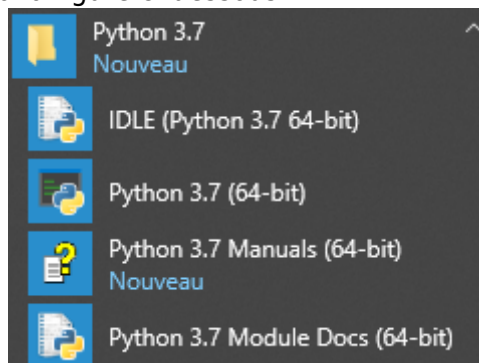 Python 3.7
Nouveau
IDLE (Python 3.7 64-bit)
Python 3.7 (64-bit)
Python 3.7 Manuals (64-bit)
Nouveau
Python 3.7 Module Docs (64-bit)